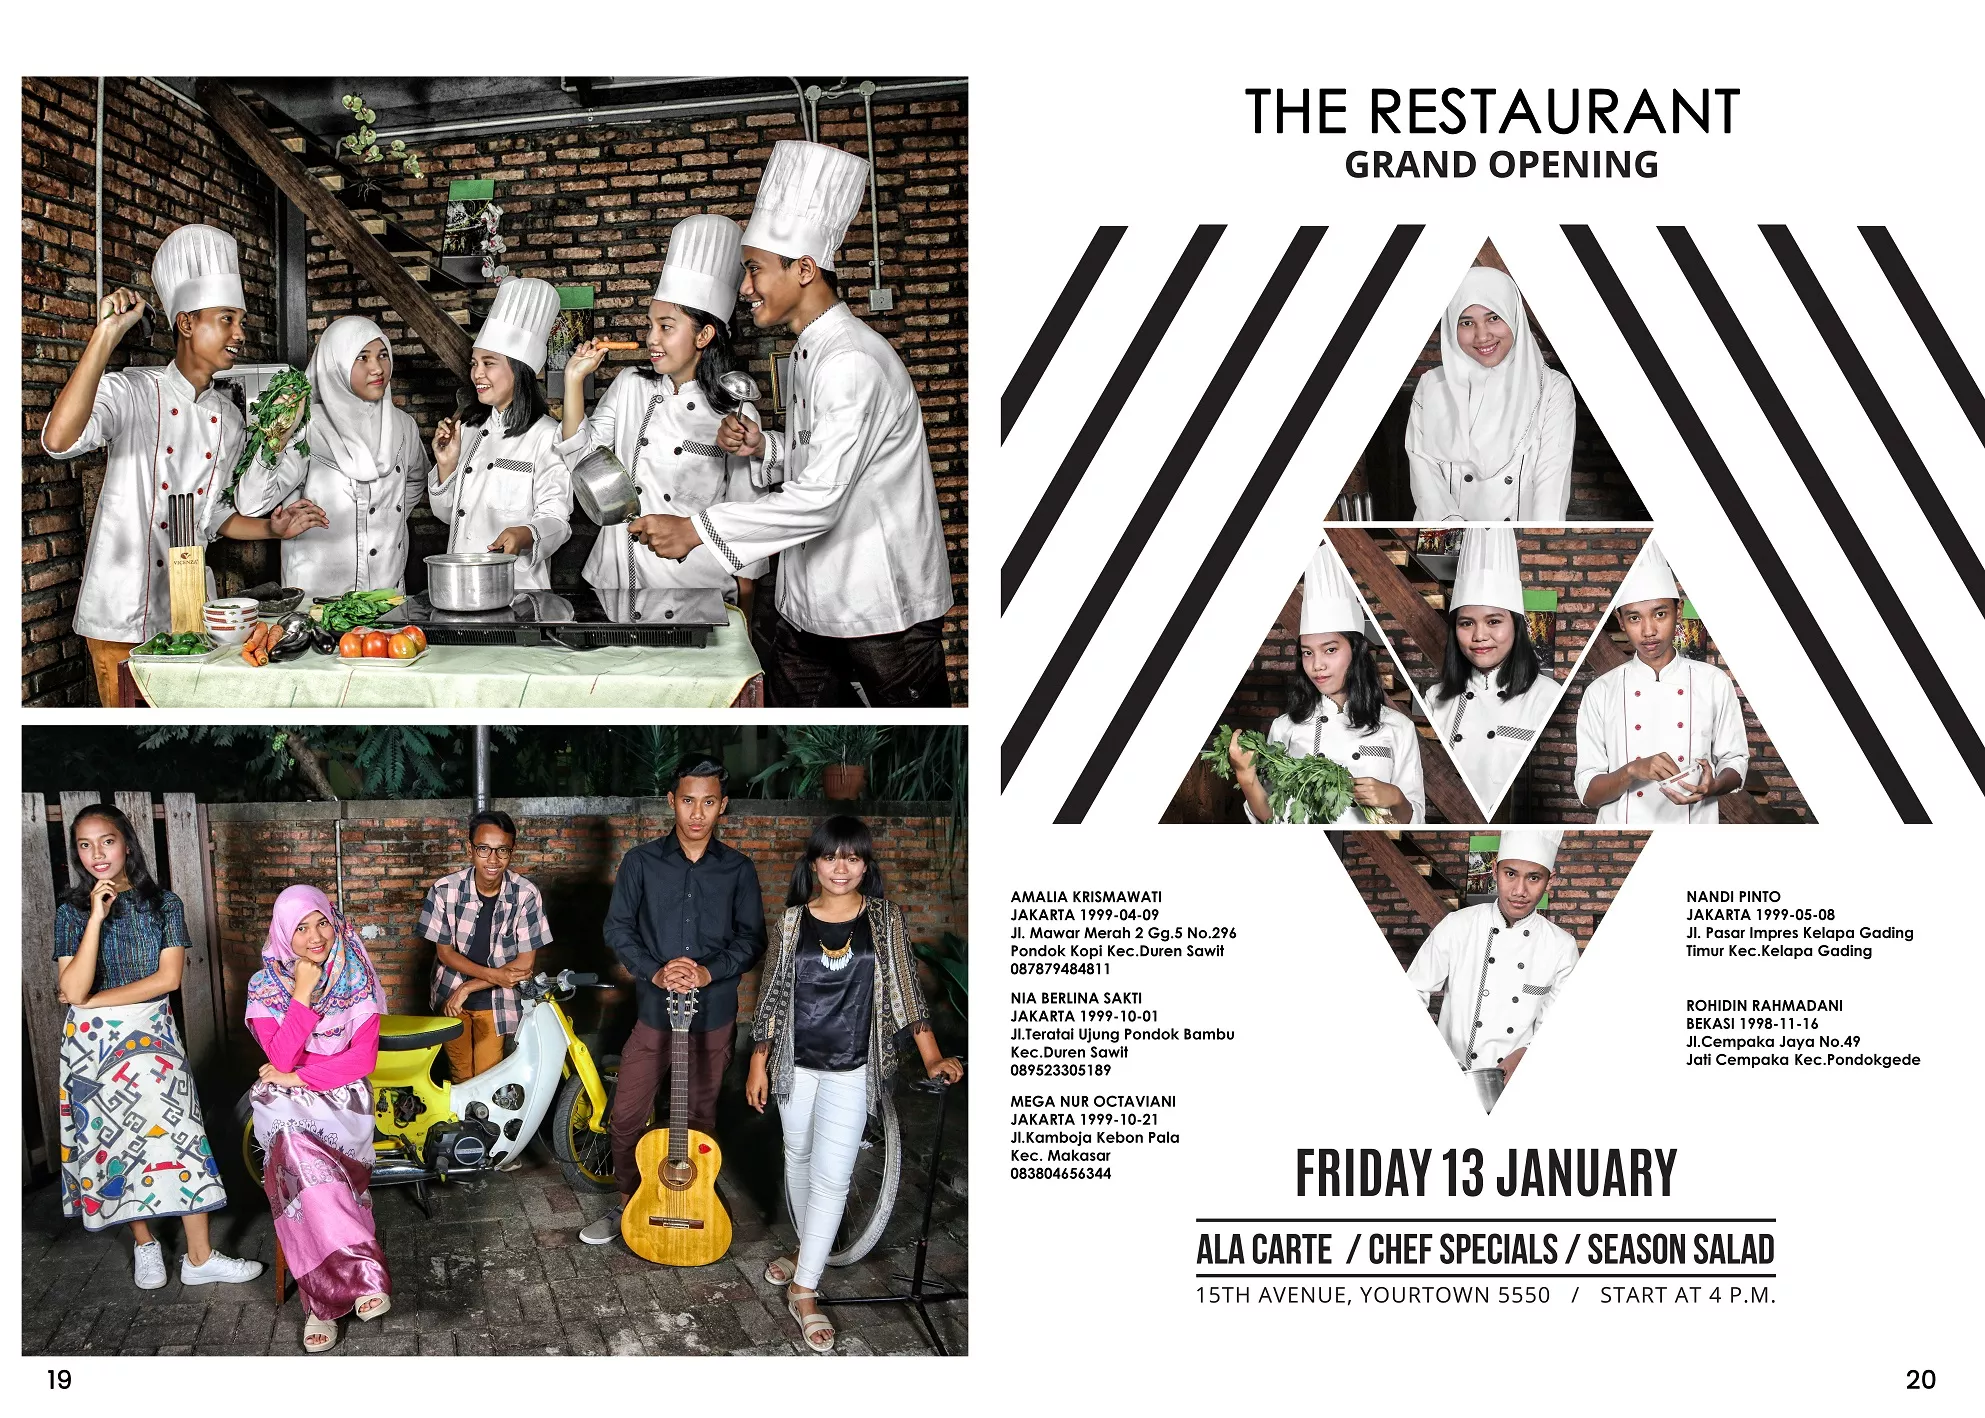 VICENZA
THE RESTAURANT
GRAND OPENING
AMALIA KRISMAWATI
JAKARTA 1999-04-09
Jl. Mawar Merah 2 Gg.5 No.296
Pondok Kopi Kec.Duren Sawit
087879484811
NIA BERLINA SAKTI
JAKARTA 1999-10-01
Jl.Teratai Ujung Pondok Bambu
Kec.Duren Sawit
089523305189
MEGA NUR OCTAVIANI
JAKARTA 1999-10-21
Jl.Kamboja Kebon Pala
Kec. Makasar
083804656344
NANDI PINTO
JAKARTA 1999-05-08
Jl. Pasar Impres Kelapa Gading
Timur Kec.Kelapa Gading
ROHIDIN RAHMADANI
BEKASI 1998-11-16
Jl.Cempaka Jaya No.49
Jati Cempaka Kec.Pondokgede
FRIDAY 13 JANUARY
ALA CARTE / CHEF SPECIALS / SEASON SALAD
15TH AVENUE, YOURTOWN 5550 / START AT 4 P.M.
19
20